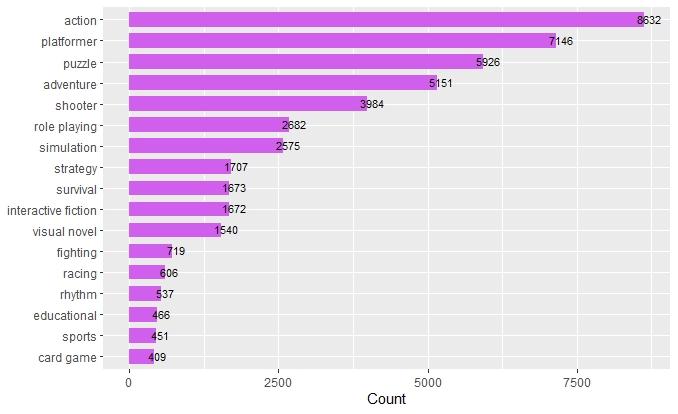 action 8632
platformer 7146
puzzle 5926
adventure 5151
shooter 3984
role playing 2682
simulation 2575
strategy 1707
survival 1673
interactive fiction 1672
visual novel 1540
fighting 719
racing 606
rhythm 537
educational 466
sports 451
card game 409
0 2500 5000 7500
Count